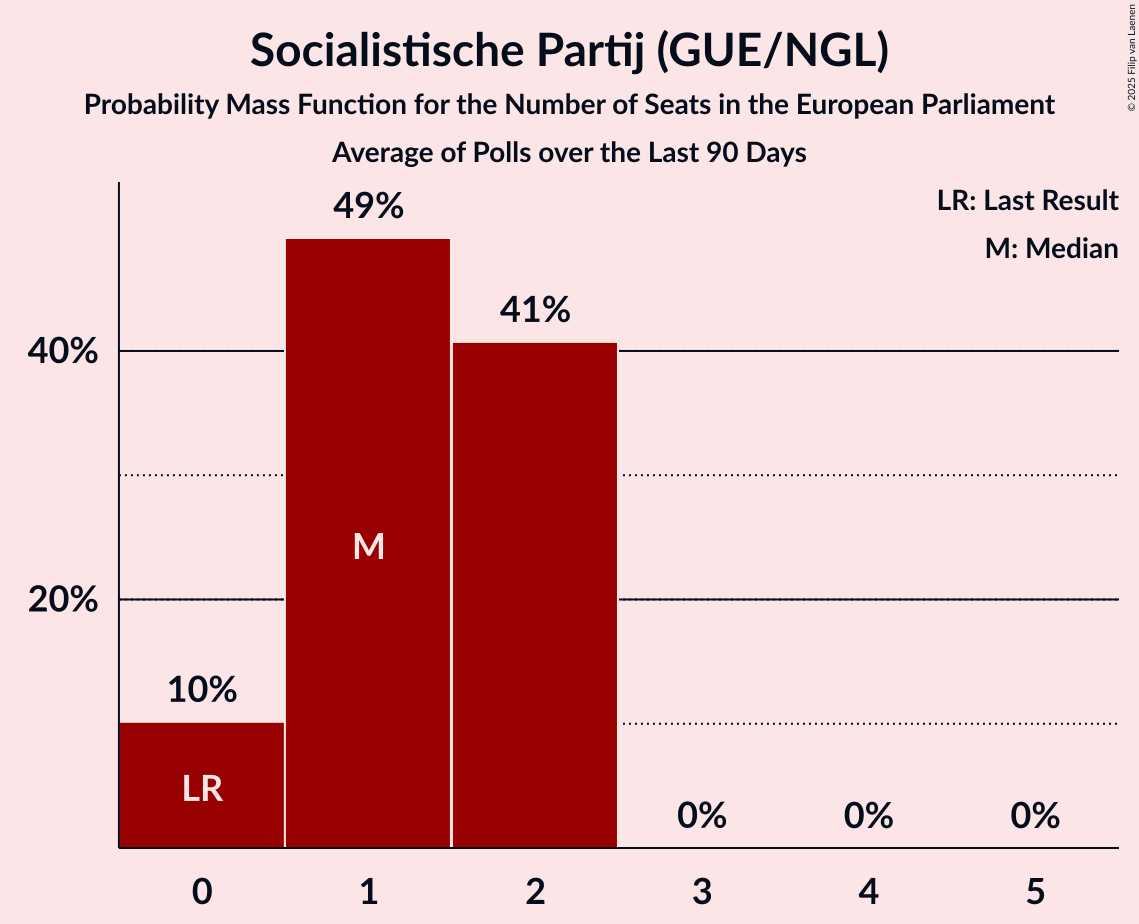 Socialistische Partij (GUE/NGL)
Probability Mass Function for the Number of Seats in the European Parliament
Average of Polls over the Last 90 Days
© 2025 Filip van Laenen
LR: Last Result
M: Median
49%
41%
40%
M
20%
10%
LR
0%
0%
0%
0
1
2
3
4
5